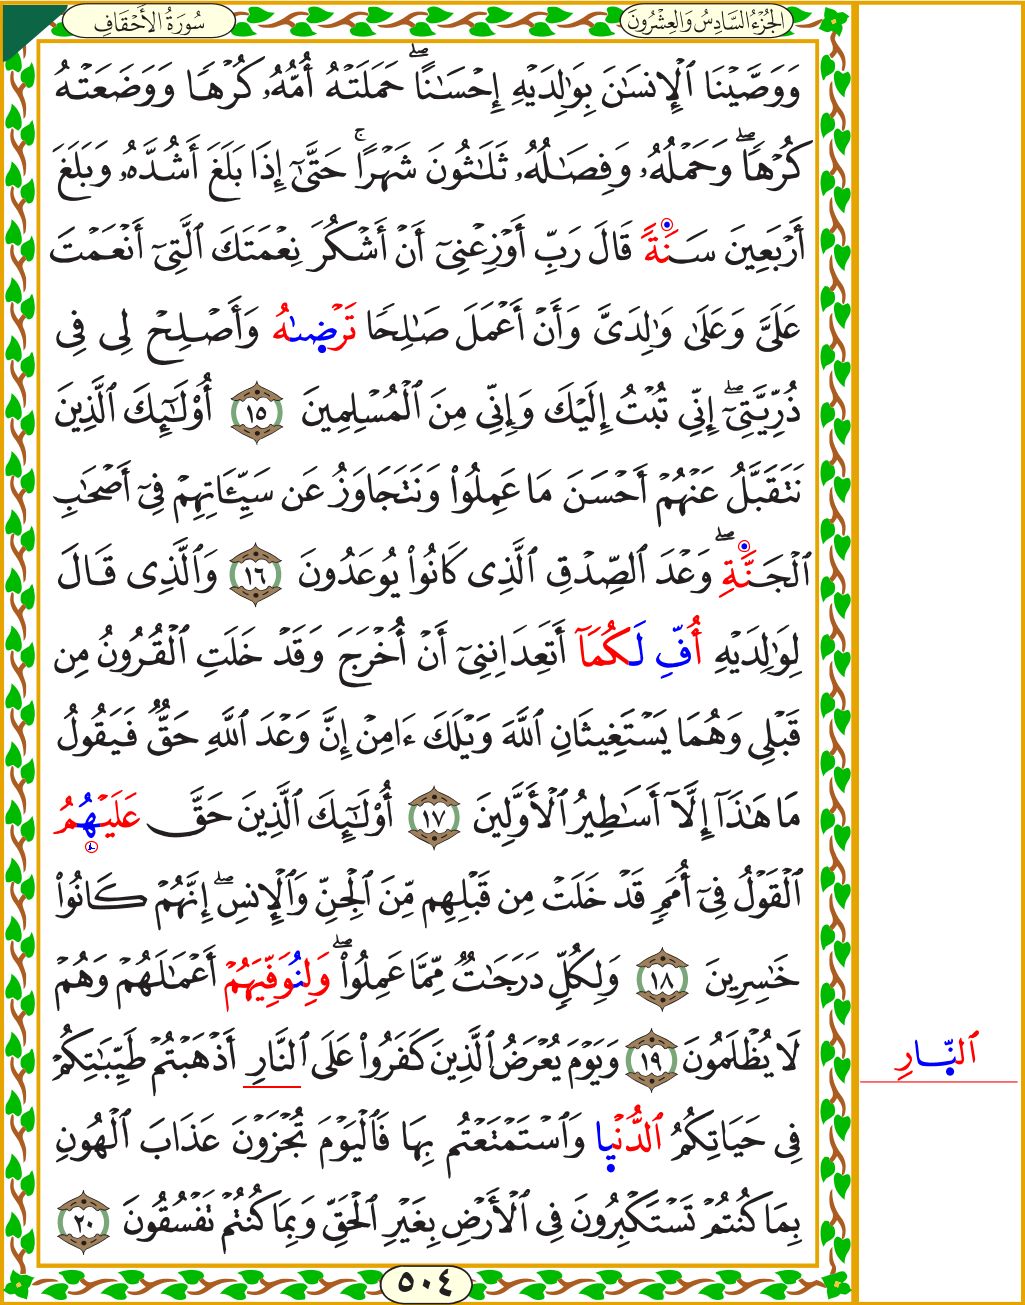 الجُزْءُ السَّادِسُ وَالعِشْرُونَ
سُورَةُ الأَحْقَافِ
وَوَصَّيْنَا ٱلْإِنسَٰنَ بِوَٰلِدَيْهِ إِحْسَٰنًاۖ حَمَلَتْهُ أُمُّهُۥ كُرْهًا وَوَضَعَتْهُ
كُرْهًاۖ وَحَمْلُهُۥ وَفِصَٰلُهُۥ ثَلَٰثُونَ شَهْرًاۚ حَتَّىٰٓ إِذَا بَلَغَ أَشُدَّهُۥ وَبَلَغَ
أَرْبَعِينَ سَنَةً قَالَ رَبِّ أَوْزِعْنِىٓ أَنْ أَشْكُرَ نِعْمَتَكَ ٱلَّتِىٓ أَنْعَمْتَ
عَلَىَّ وَعَلَىٰ وَٰلِدَىَّ وَأَنْ أَعْمَلَ صَٰلِحًا تَرْضَىٰهُ وَأَصْلِحْ لِى فِى
ذُرِّيَّتِىٓۖ إِنِّى تُبْتُ إِلَيْكَ وَإِنِّى مِنَ ٱلْمُسْلِمِينَ ١٥ أُو۟لَٰٓئِكَ ٱلَّذِينَ
نَتَقَبَّلُ عَنْهُمْ أَحْسَنَ مَا عَمِلُوا۟ وَنَتَجَاوَزُ عَن سَيِّـَٔاتِهِمْ فِىٓ أَصْحَٰبِ
ٱلْجَنَّةِۖ وَعْدَ ٱلصِّدْقِ ٱلَّذِى كَانُوا۟ يُوعَدُونَ ١٦ وَٱلَّذِى قَالَ
لِوَٰلِدَيْهِ أُفِّ لَكُمَآ أَتَعِدَانِنِىٓ أَنْ أُخْرَجَ وَقَدْ خَلَتِ ٱلْقُرُونُ مِن
قَبْلِى وَهُمَا يَسْتَغِيثَانِ ٱللَّهَ وَيْلَكَ ءَامِنْ إِنَّ وَعْدَ ٱللَّهِ حَقٌّ فَيَقُولُ
مَا هَٰذَآ إِلَّآ أَسَٰطِيرُ ٱلْأَوَّلِينَ ١٧ أُو۟لَٰٓئِكَ ٱلَّذِينَ حَقَّ عَلَيْهُمُ
ٱلْقَوْلُ فِىٓ أُمَمٍ قَدْ خَلَتْ مِن قَبْلِهِم مِّنَ ٱلْجِنِّ وَٱلْإِنسِۖ إِنَّهُمْ كَانُوا۟
خَٰسِرِينَ ١٨ وَلِكُلٍّ دَرَجَٰتٌ مِّمَّا عَمِلُوا۟ۖ وَلِنُوَفِّيَهُمْ أَعْمَٰلَهُمْ وَهُمْ
لَا يُظْلَمُونَ ١٩ وَيَوْمَ يُعْرَضُ ٱلَّذِينَ كَفَرُوا۟ عَلَى ٱلنَّارِ أَذْهَبْتُمْ طَيِّبَٰتِكُمْ
ٱلنَّارِ
فِى حَيَاتِكُمُ ٱلدُّنْيَا وَٱسْتَمْتَعْتُم بِهَا فَٱلْيَوْمَ تُجْزَوْنَ عَذَابَ ٱلْهُونِ
بِمَا كُنتُمْ تَسْتَكْبِرُونَ فِى ٱلْأَرْضِ بِغَيْرِ ٱلْحَقِّ وَبِمَا كُنتُمْ تَفْسُقُونَ ٢٠
٥٠٤